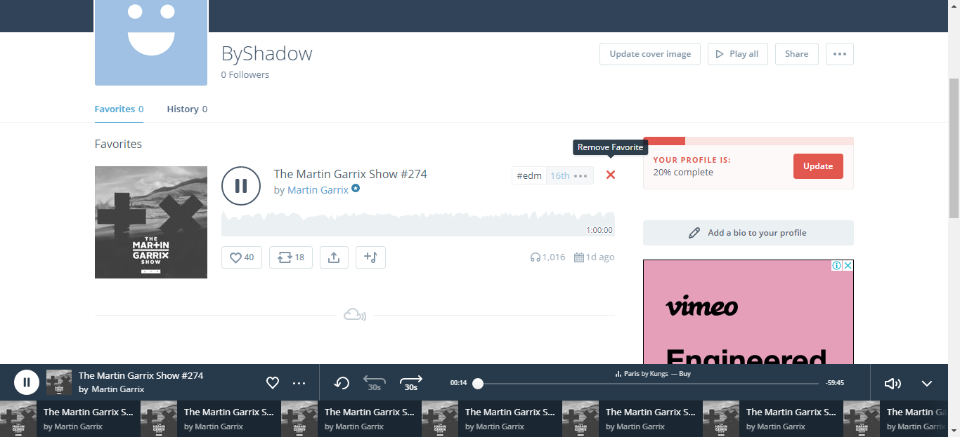 ByShadow
0 Followers
Update cover image
Play all
Share
Favorites 0
History 0
Favorites
Remove Favorite
The Martin Garrix Show #274
by Martin Garrix
#edm
16th
THE
MARTIN
GARRIX
SHOW
1:00:00
40
18
1,016
1d ago
YOUR PROFILE IS:
20% complete
Update
Add a bio to your profile
vimeo
Engineered
The Martin Garrix Show #274
by Martin Garrix
30s
30s
00:14
Paris by Kungs — Buy
-59:45
The Martin Garrix S...
by Martin Garrix
The Martin Garrix S...
by Martin Garrix
The Martin Garrix S...
by Martin Garrix
The Martin Garrix S...
by Martin Garrix
The Martin Garrix S...
by Martin Garrix
The Martin Garrix S...
by Martin Garrix
The Martin G
by Martin Garrix